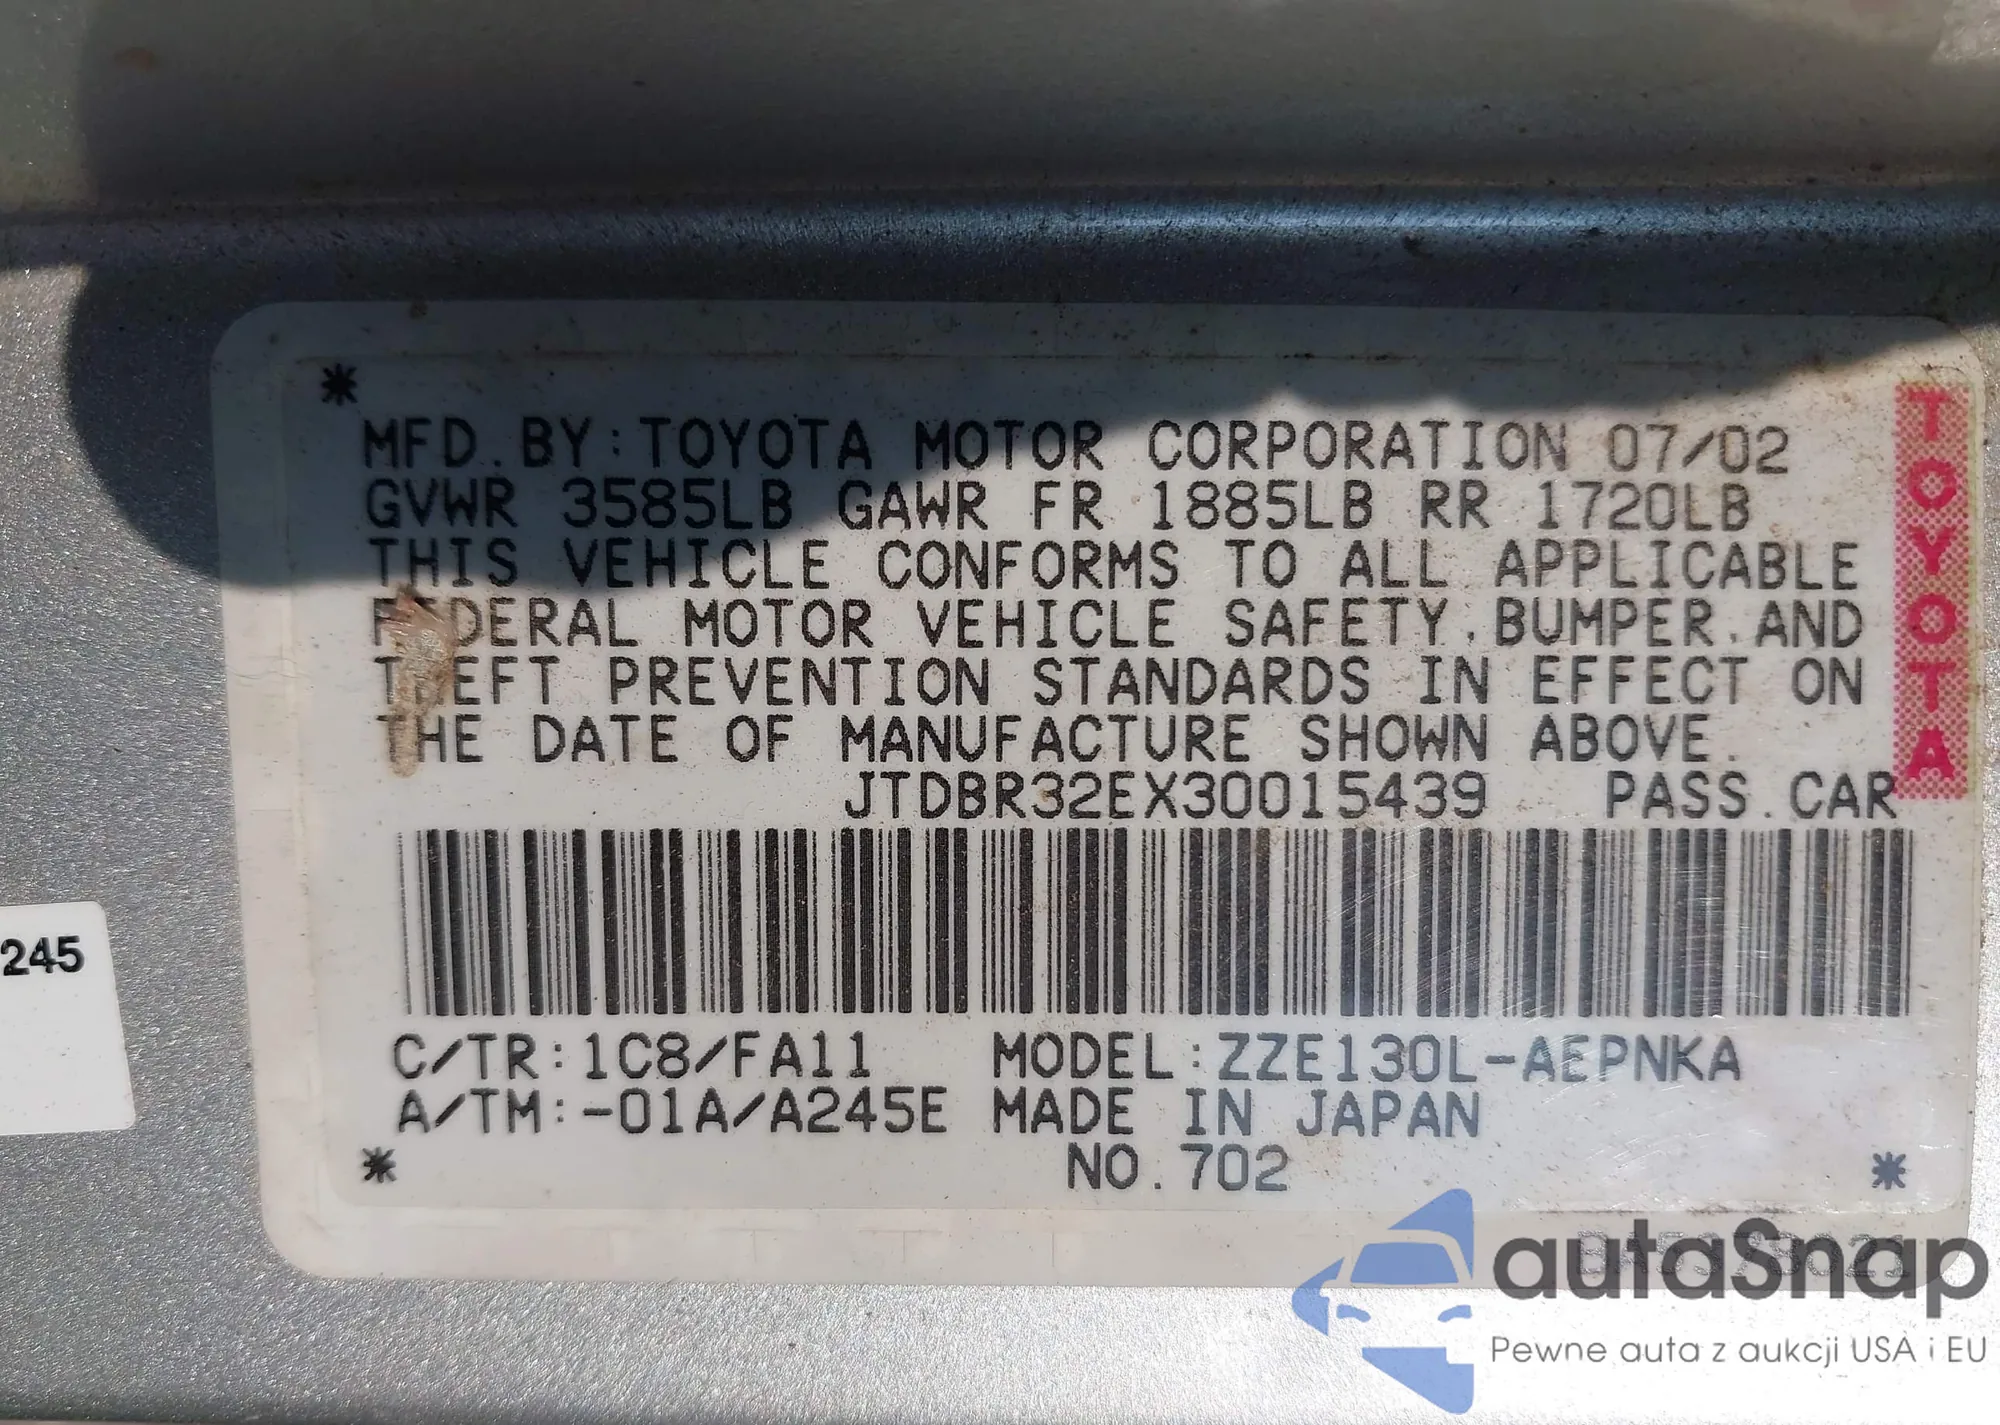 *
MFD. BY: TOYOTA MOTOR CORPORATION 07/02
GVWR 3585LB GAWR FR 1885LB RR 1720LB
THIS VEHICLE CONFORMS TO ALL APPLICABLE
FEDERAL MOTOR VEHICLE SAFETY, BUMPER, AND
THEFT PREVENTION STANDARDS IN EFFECT ON
THE DATE OF MANUFACTURE SHOWN ABOVE.
JTDBR32EX30015439 PASS. CAR
TOYOTA
C/TR: 1C8/FA11 MODEL: ZZE130L-AEPNKA
A/TM: -01A/A245E MADE IN JAPAN
* NO. 702 *
245
autaSnap
Pewne auta z aukcji USA i EU